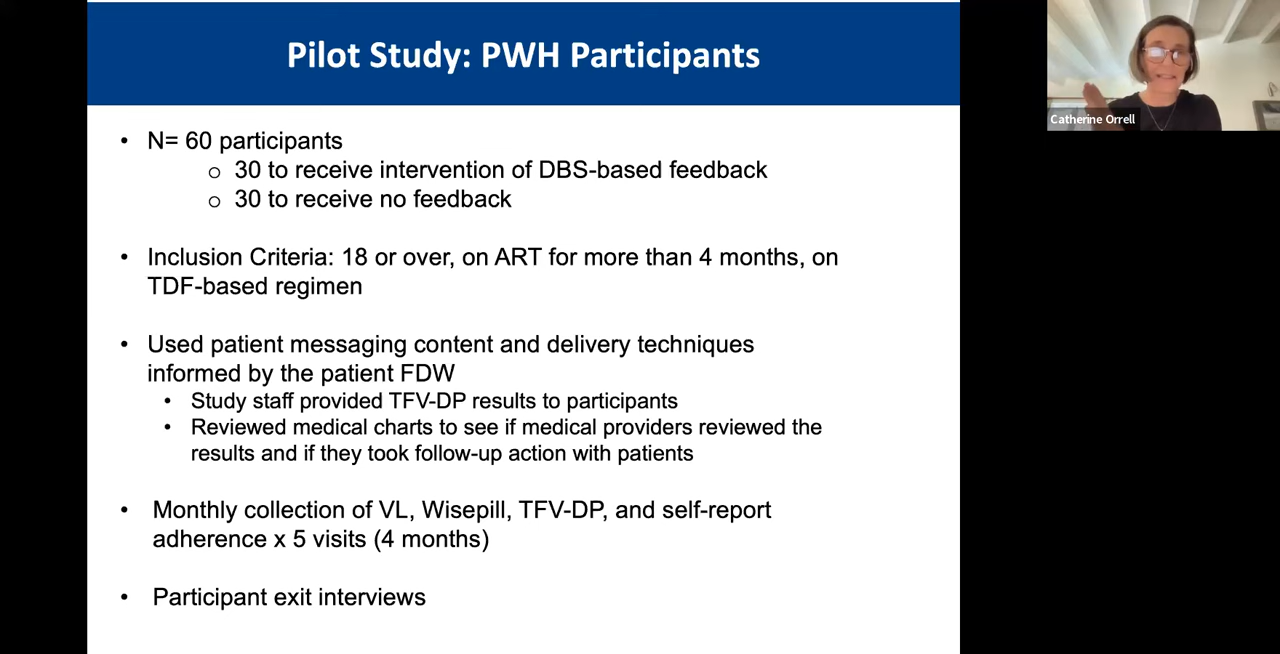 Pilot Study: PWH Participants
Catherine Orrell
• N= 60 participants
o 30 to receive intervention of DBS-based feedback
o 30 to receive no feedback
• Inclusion Criteria: 18 or over, on ART for more than 4 months, on
TDF-based regimen
• Used patient messaging content and delivery techniques
informed by the patient FDW
• Study staff provided TFV-DP results to participants
• Reviewed medical charts to see if medical providers reviewed the
results and if they took follow-up action with patients
• Monthly collection of VL, Wisepill, TFV-DP, and self-report
adherence x 5 visits (4 months)
• Participant exit interviews